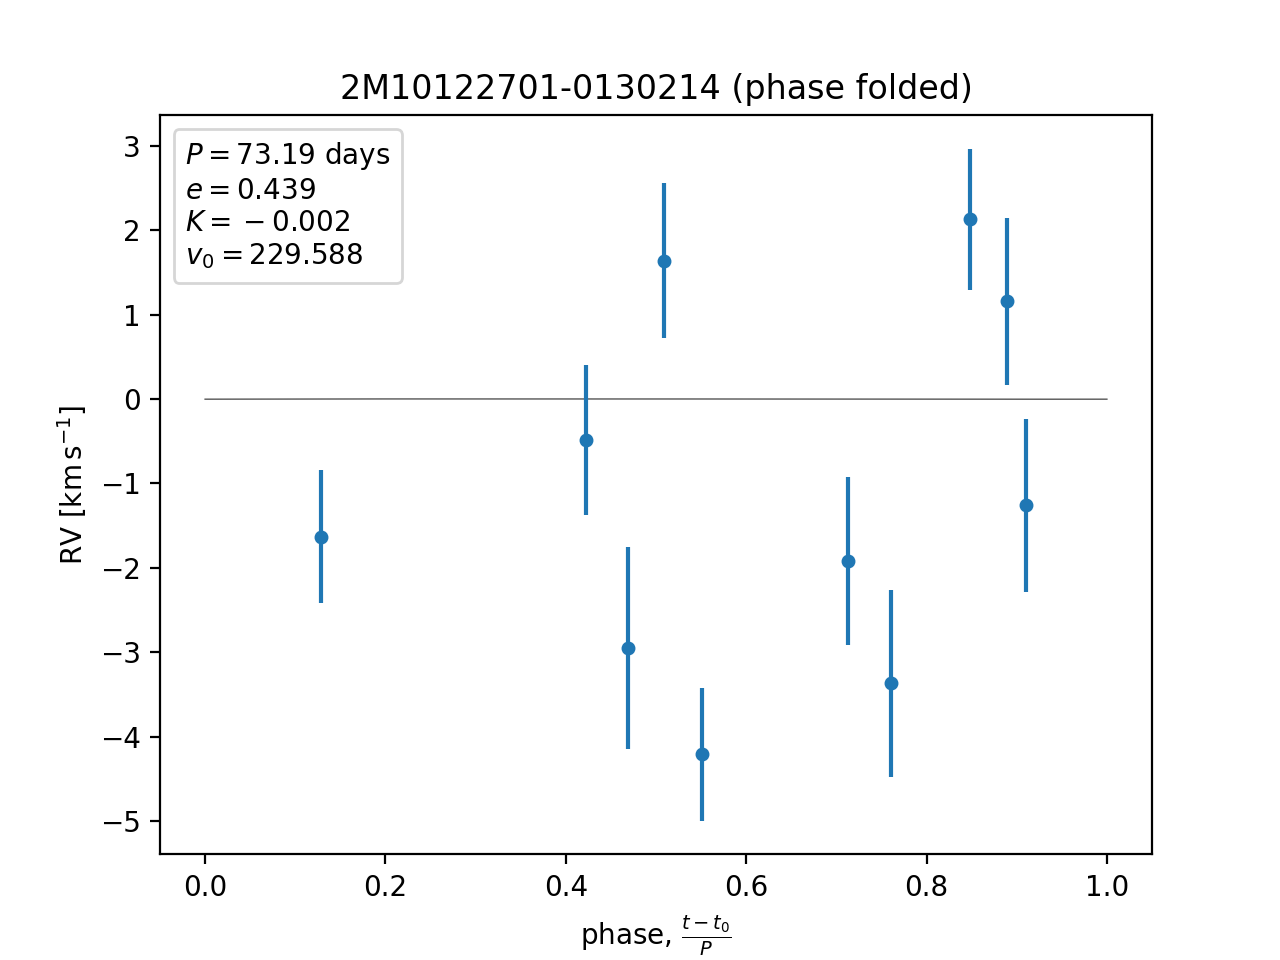 2M10122701-0130214 (phase folded)
P = 73.19 days
e = 0.439
K = −0.002
v₀ = 229.588
3
2
1
0
−1
−2
−3
−4
−5
RV [km s⁻¹]
0.0 0.2 0.4 0.6 0.8 1.0
phase, (t − t₀)/P